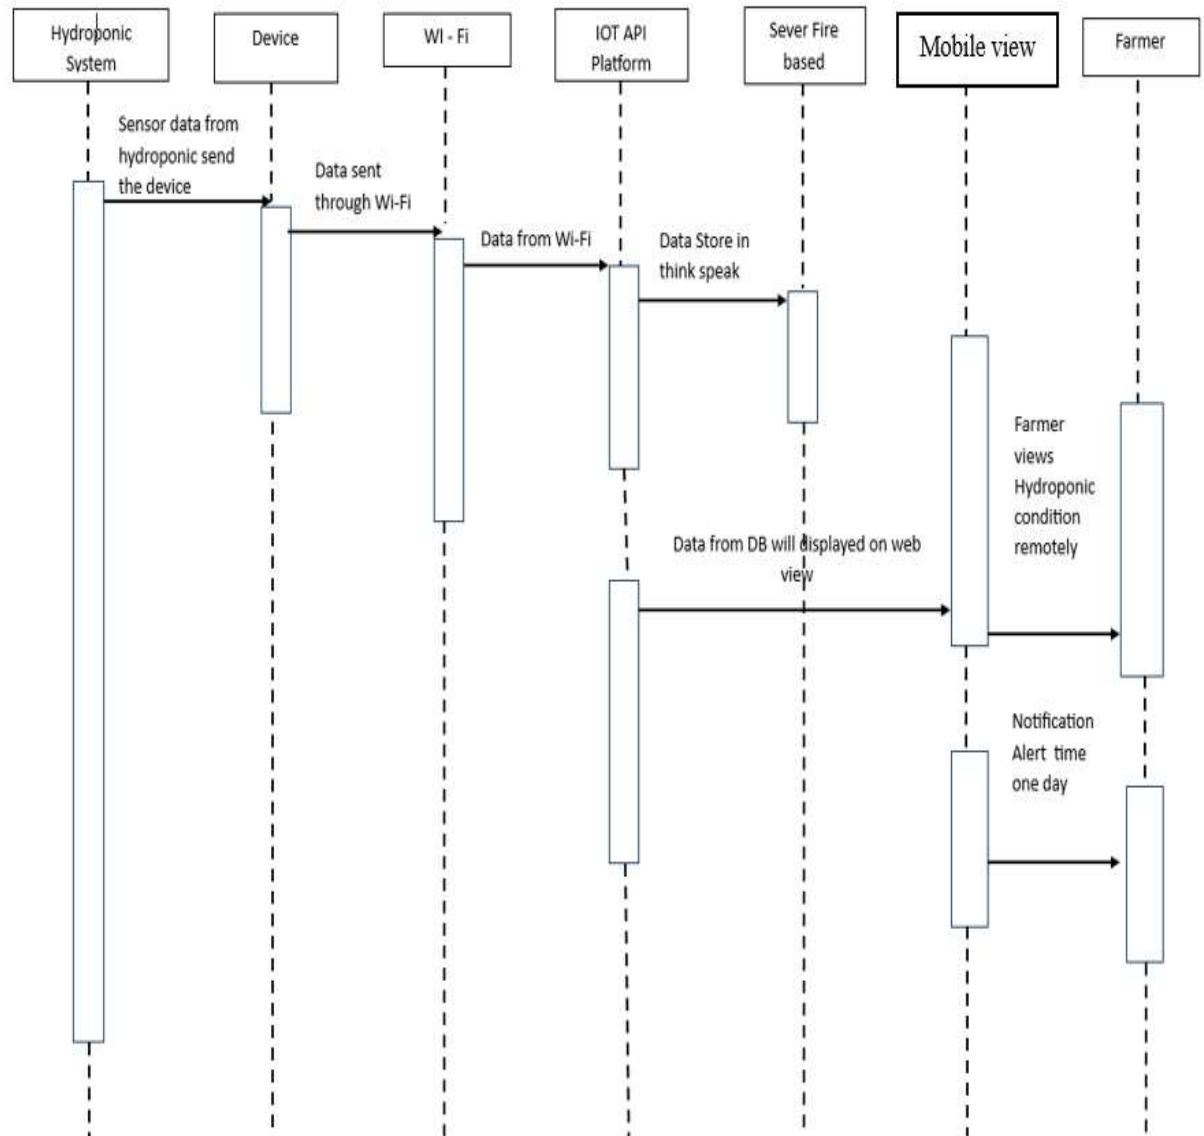 Hydroponic
System
Device
WI - Fi
IOT API
Platform
Sever Fire
based
Mobile view
Farmer
Sensor data from
hydroponic send
the device
Data sent
through Wi-Fi
Data from Wi-Fi
Data Store in
think speak
Farmer
views
Hydroponic
condition
remotely
Data from DB will displayed on web
view
Notification
Alert time
one day